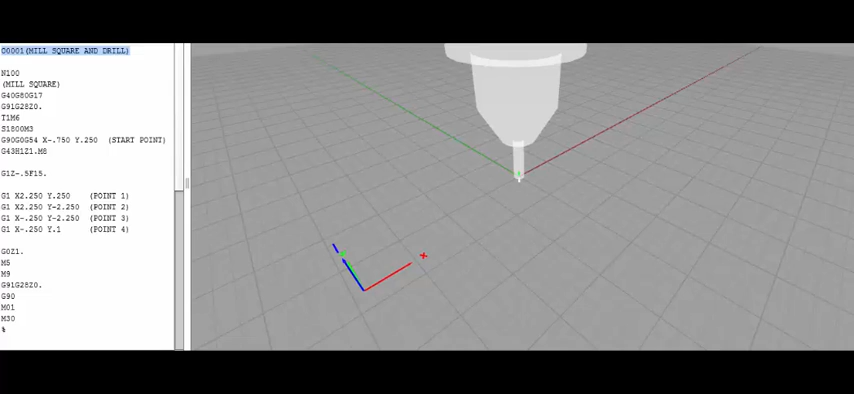 O0001(MILL SQUARE AND DRILL)
N100
(MILL SQUARE)
G40G80G17
G91G28Z0.
T1M6
S1800M3
G90G0G54 X-.750 Y.250 (START POINT)
G43H1Z1.M8
G1Z-.5F15.
G1 X2.250 Y.250 (POINT 1)
G1 X2.250 Y-2.250 (POINT 2)
G1 X-.250 Y-2.250 (POINT 3)
G1 X-.250 Y.1 (POINT 4)
G0Z1.
M5
M9
G91G28Z0.
G90
M01
M30
%